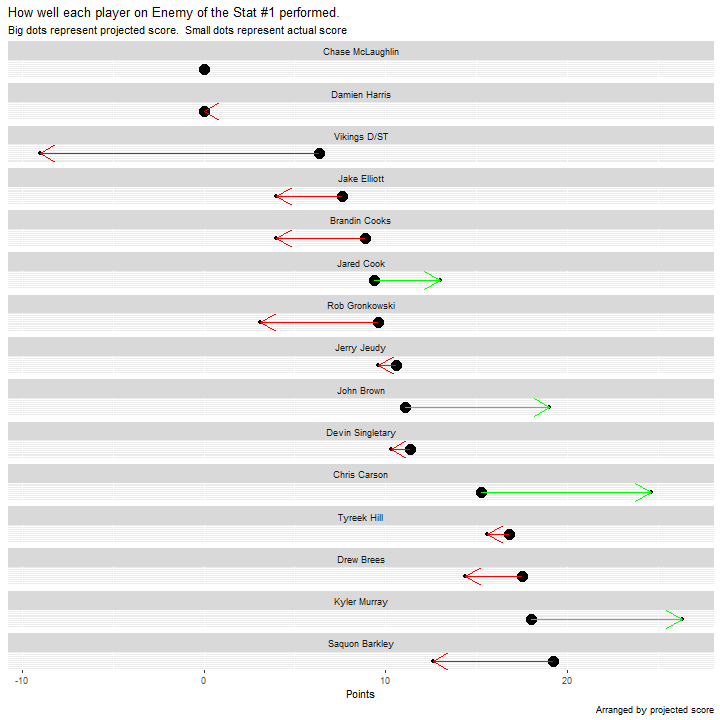 How well each player on Enemy of the Stat #1 performed.
Big dots represent projected score.  Small dots represent actual score
Chase McLaughlin
Damien Harris
Vikings D/ST
Jake Elliott
Brandin Cooks
Jared Cook
Rob Gronkowski
Jerry Jeudy
John Brown
Devin Singletary
Chris Carson
Tyreek Hill
Drew Brees
Kyler Murray
Saquon Barkley
-10 0 10 20
Points
Arranged by projected score